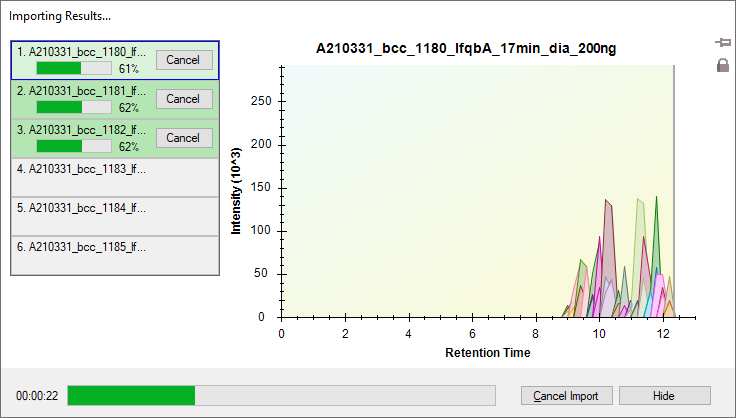 Importing Results...
1. A210331_bcc_1180_lf...
61%
Cancel
2. A210331_bcc_1181_lf...
62%
Cancel
3. A210331_bcc_1182_lf...
62%
Cancel
4. A210331_bcc_1183_lf...
5. A210331_bcc_1184_lf...
6. A210331_bcc_1185_lf...
A210331_bcc_1180_lfqbA_17min_dia_200ng
Intensity (10^3)
250
200
150
100
50
0
0 2 4 6 8 10 12
Retention Time
00:00:22
Cancel Import
Hide